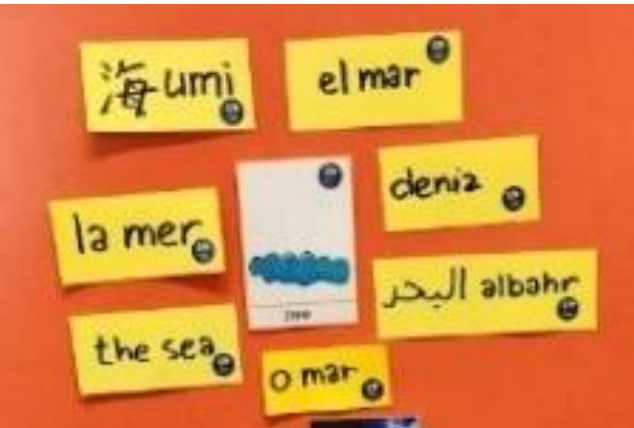 海 umi
el mar
deniz
la mer
البحر albahr
the sea
o mar